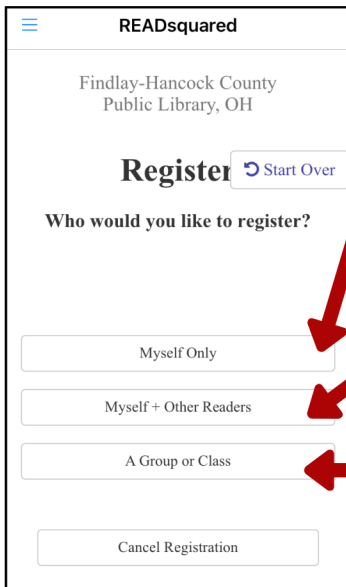 READsquared
Findlay-Hancock County
Public Library, OH
Register
Start Over
Who would you like to register?
Myself Only
Myself + Other Readers
A Group or Class
Cancel Registration